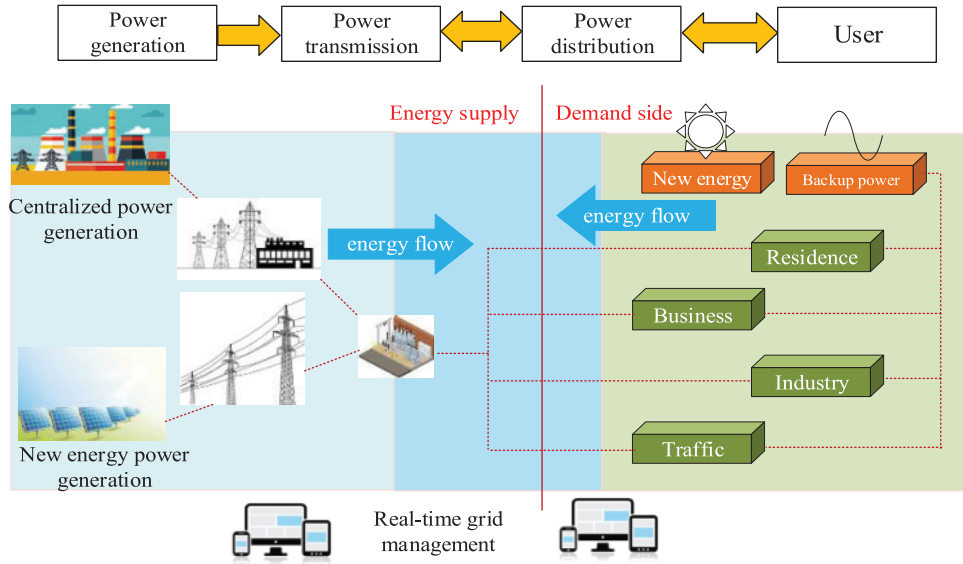 Power
generation
Power
transmission
Power
distribution
User
Energy supply
Demand side
New energy
Backup power
Centralized power
generation
energy flow
energy flow
Residence
Business
Industry
Traffic
New energy power
generation
Real-time grid
management